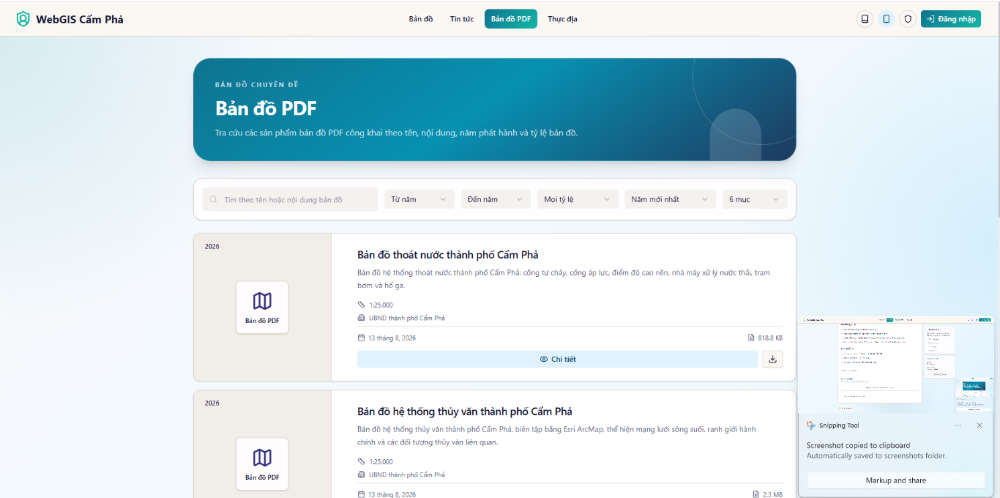 WebGIS Cẩm Phả
Bản đồ
Tin tức
Bản đồ PDF
Thực địa
Đăng nhập
BẢN ĐỒ CHUYÊN ĐỀ
Bản đồ PDF
Tra cứu các sản phẩm bản đồ PDF công khai theo tên, nội dung, năm phát hành và tỷ lệ bản đồ.
Tìm theo tên hoặc nội dung bản đồ
Từ năm
Đến năm
Mọi tỷ lệ
Năm mới nhất
6 mục
2026
Bản đồ PDF
Bản đồ thoát nước thành phố Cẩm Phả
Bản đồ hệ thống thoát nước thành phố Cẩm Phả: cống tự chảy, cống áp lực, điểm độ cao nền, nhà máy xử lý nước thải, trạm
bơm và hố ga.
1:25.000
UBND thành phố Cẩm Phả
13 tháng 8, 2026
818.8 KB
Chi tiết
2026
Bản đồ PDF
Bản đồ hệ thống thủy văn thành phố Cẩm Phả
Bản đồ hệ thống thủy văn thành phố Cẩm Phả, biên tập bằng Esri ArcMap, thể hiện mạng lưới sông suối, ranh giới hành
chính và các đối tượng thủy văn liên quan.
1:25.000
UBND thành phố Cẩm Phả
13 tháng 8, 2026
2.3 MB
WebGIS Cẩm Phả
Snipping Tool
Screenshot copied to clipboard
Automatically saved to screenshots folder.
Markup and share